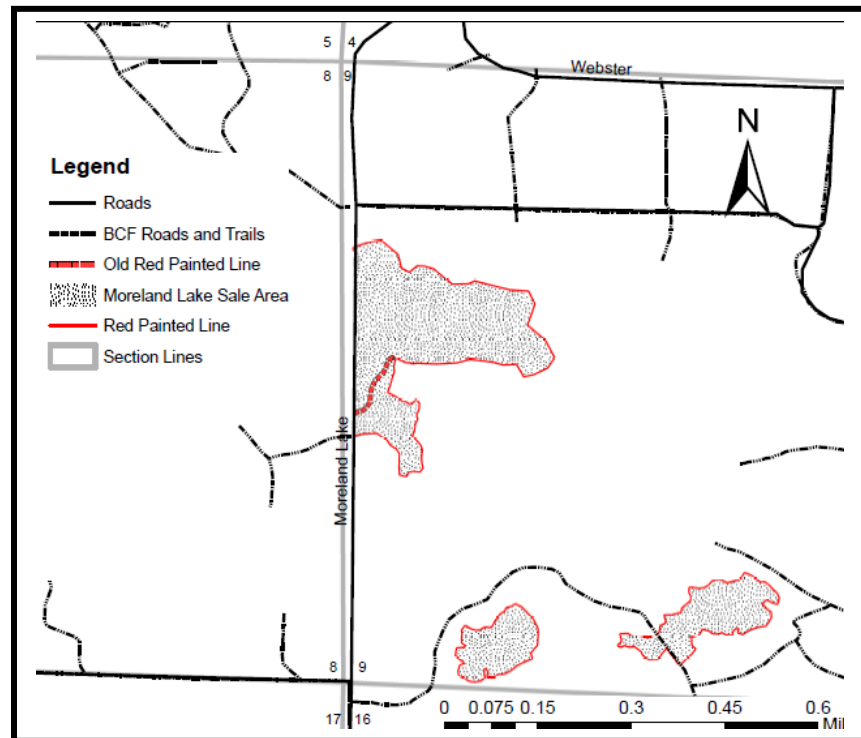 5 4
8 9
Webster
N
Legend
Roads
BCF Roads and Trails
Old Red Painted Line
Moreland Lake Sale Area
Red Painted Line
Section Lines
Moreland Lake
8 9
17 16
0 0.075 0.15 0.3 0.45 0.6
Mil